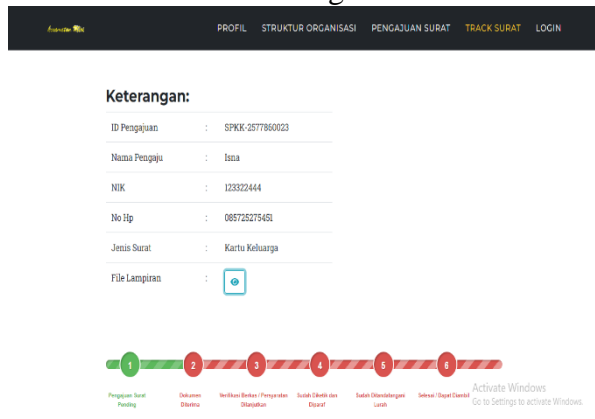 PROFIL STRUKTUR ORGANISASI PENGAJUAN SURAT TRACK SURAT LOGIN
Keterangan:
ID Pengajuan : SPKK-2577860023
Nama Pengaju : Isna
NIK : 123322444
No Hp : 085725275451
Jenis Surat : Kartu Keluarga
File Lampiran :
1 2 3 4 5 6
Pengajuan Surat Dokumen Verifikasi Berkas / Persyaratan Sudah Diketik dan Sudah Ditandatangani Selesai / Dapat Diambil
Pending Diterima Dilanjutkan Diparaf Lurah
Activate Windows
Go to Settings to activate Windows.